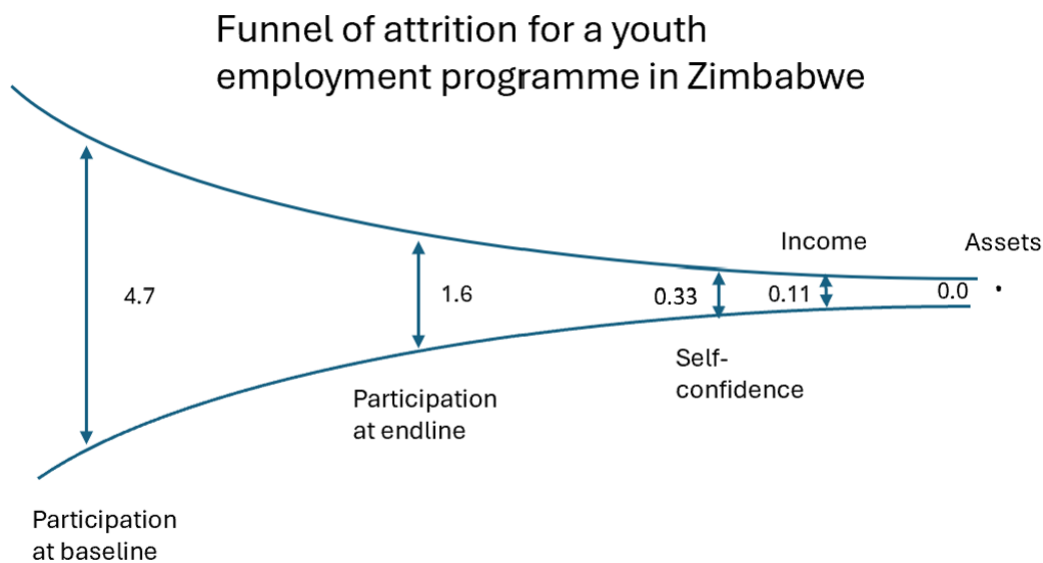 Funnel of attrition for a youth
employment programme in Zimbabwe
Income
Assets
4.7
1.6
0.33
0.11
0.0
Self-
confidence
Participation
at endline
Participation
at baseline